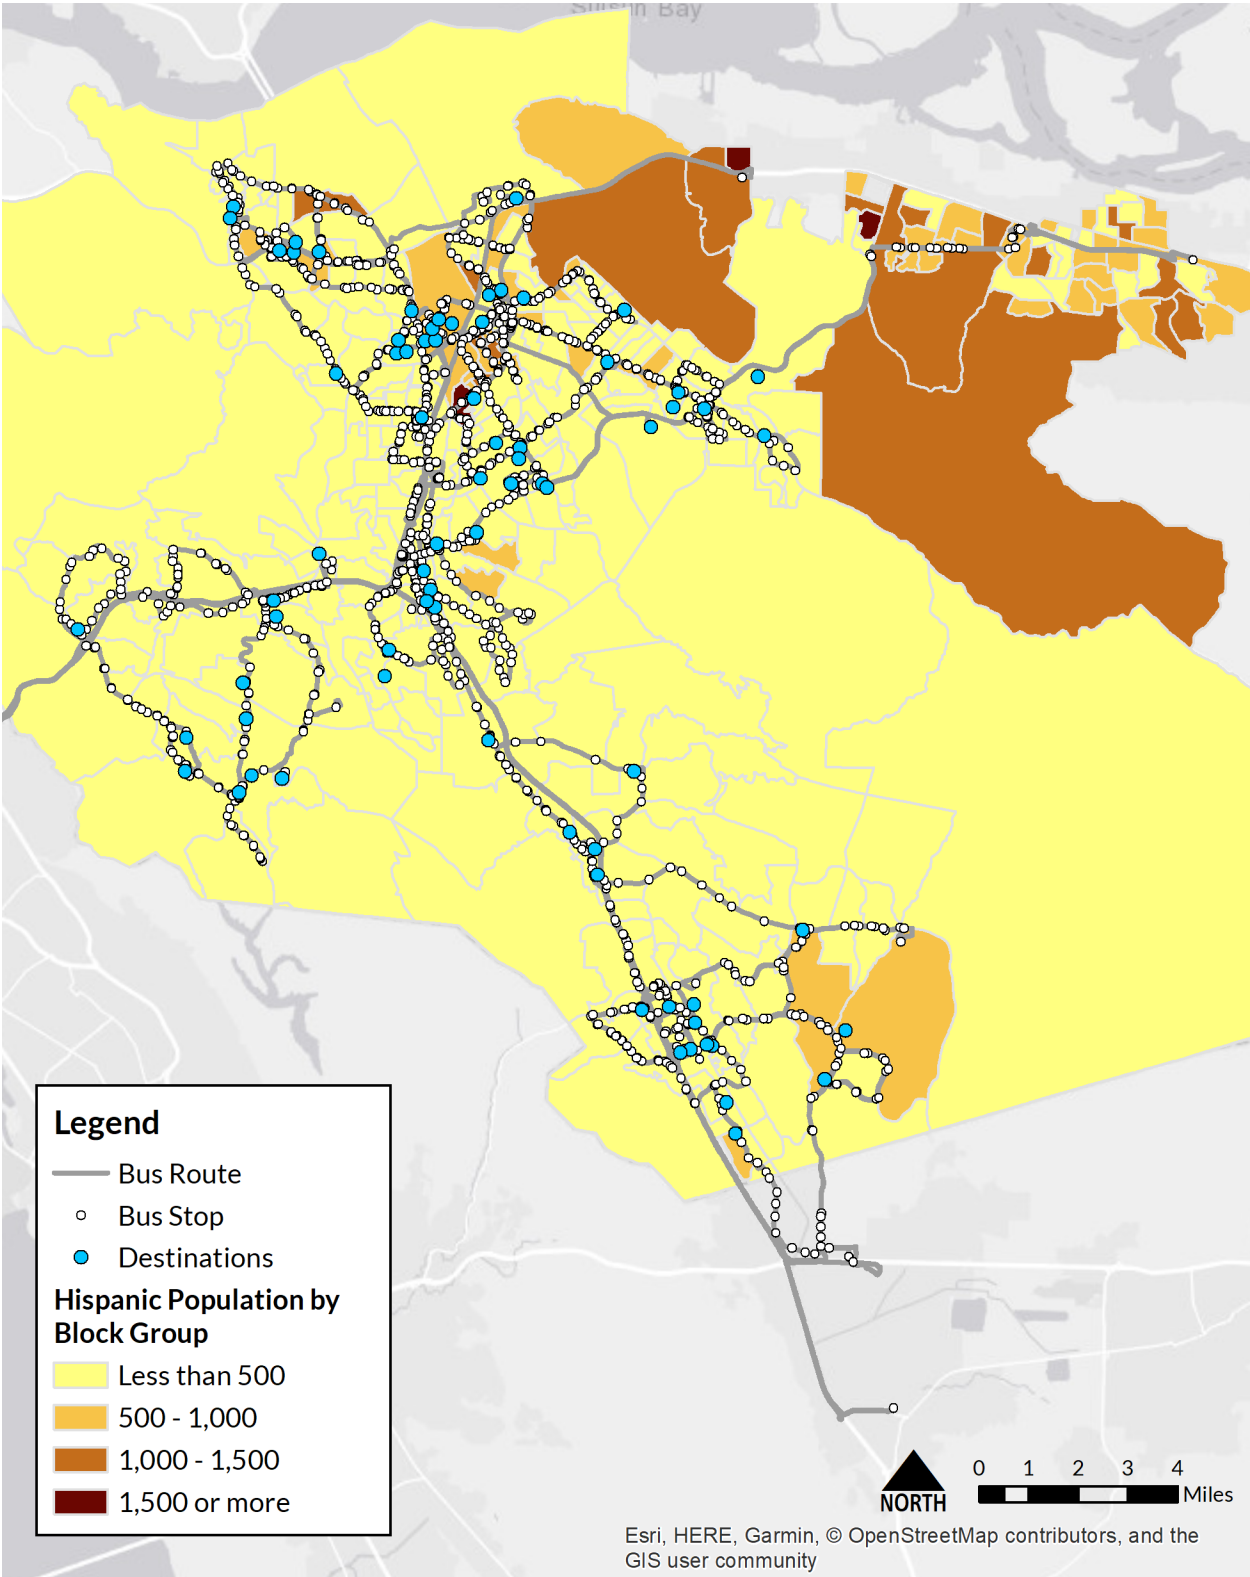 Suisun Bay
Legend
Bus Route
Bus Stop
Destinations
Hispanic Population by
Block Group
Less than 500
500 - 1,000
1,000 - 1,500
1,500 or more
NORTH
0 1 2 3 4
Miles
Esri, HERE, Garmin, © OpenStreetMap contributors, and the
GIS user community